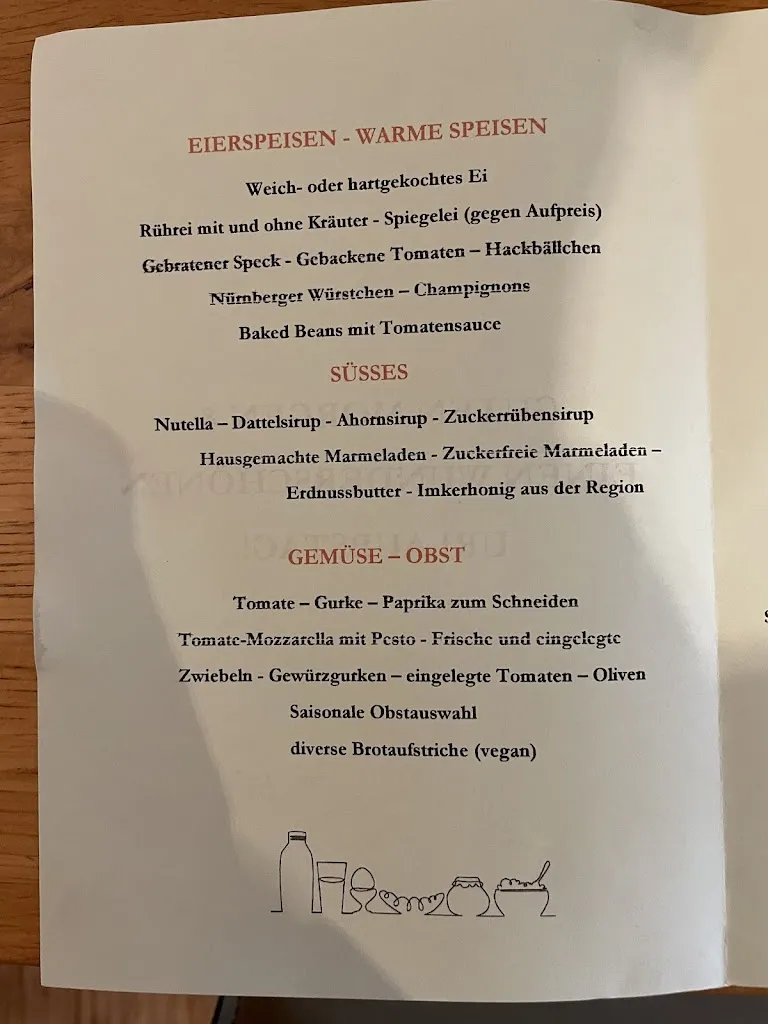 EIERSPEISEN - WARME SPEISEN
Weich- oder hartgekochtes Ei
Rührei mit und ohne Kräuter - Spiegelei (gegen Aufpreis)
Gebratener Speck - Gebackene Tomaten – Hackbällchen
Nürnberger Würstchen – Champignons
Baked Beans mit Tomatensauce
SÜSSES
Nutella – Dattelsirup - Ahornsirup - Zuckerrübensirup
Hausgemachte Marmeladen - Zuckerfreie Marmeladen –
Erdnussbutter - Imkerhonig aus der Region
GEMÜSE – OBST
Tomate – Gurke – Paprika zum Schneiden
Tomate-Mozzarella mit Pesto - Frische und eingelegte
Zwiebeln - Gewürzgurken – eingelegte Tomaten – Oliven
Saisonale Obstauswahl
diverse Brotaufstriche (vegan)